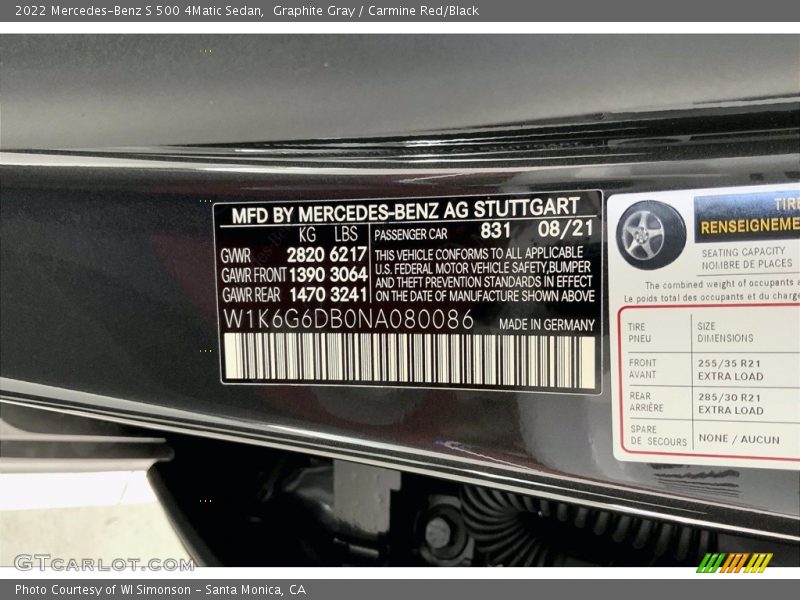 2022 Mercedes-Benz S 500 4Matic Sedan, Graphite Gray / Carmine Red/Black
MFD BY MERCEDES-BENZ AG STUTTGART
KG LBS PASSENGER CAR 831 08/21
GVWR 2820 6217
GAWR FRONT 1390 3064
GAWR REAR 1470 3241
THIS VEHICLE CONFORMS TO ALL APPLICABLE
U.S. FEDERAL MOTOR VEHICLE SAFETY,BUMPER
AND THEFT PREVENTION STANDARDS IN EFFECT
ON THE DATE OF MANUFACTURE SHOWN ABOVE
W1K6G6DB0NA080086 MADE IN GERMANY
TIRE
RENSEIGNEME
SEATING CAPACITY
NOMBRE DE PLACES
The combined weight of occupants a
Le poids total des occupants et du charge
TIRE SIZE
PNEU DIMENSIONS
FRONT 255/35 R21
AVANT EXTRA LOAD
REAR 285/30 R21
ARRIÈRE EXTRA LOAD
SPARE
DE SECOURS NONE / AUCUN
GTcarlot.com
Photo Courtesy of WI Simonson - Santa Monica, CA